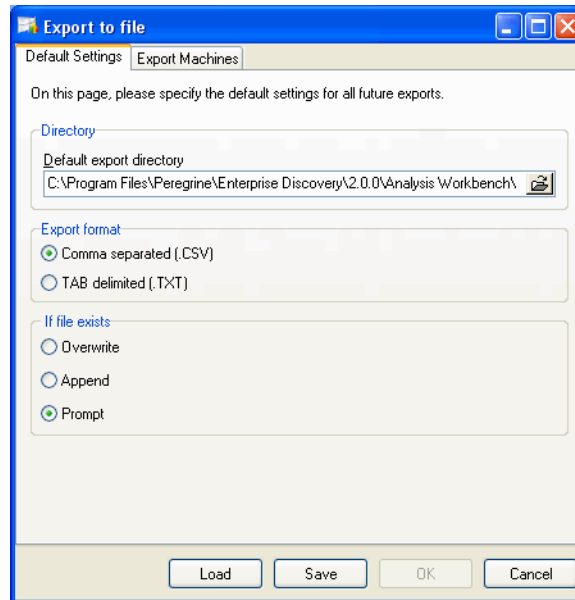 Export to file
Default Settings Export Machines
On this page, please specify the default settings for all future exports.
Directory
Default export directory
C:\Program Files\Peregrine\Enterprise Discovery\2.0.0\Analysis Workbench\
Export format
Comma separated (.CSV)
TAB delimited (.TXT)
If file exists
Overwrite
Append
Prompt
Load Save OK Cancel